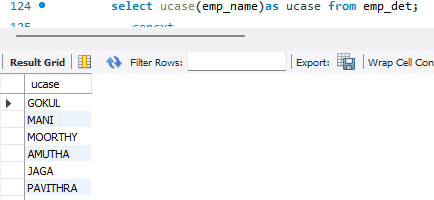 124 select ucase(emp_name)as ucase from emp_det;
125 concat
Result Grid Filter Rows: Export: Wrap Cell Con
ucase
GOKUL
MANI
MOORTHY
AMUTHA
JAGA
PAVITHRA